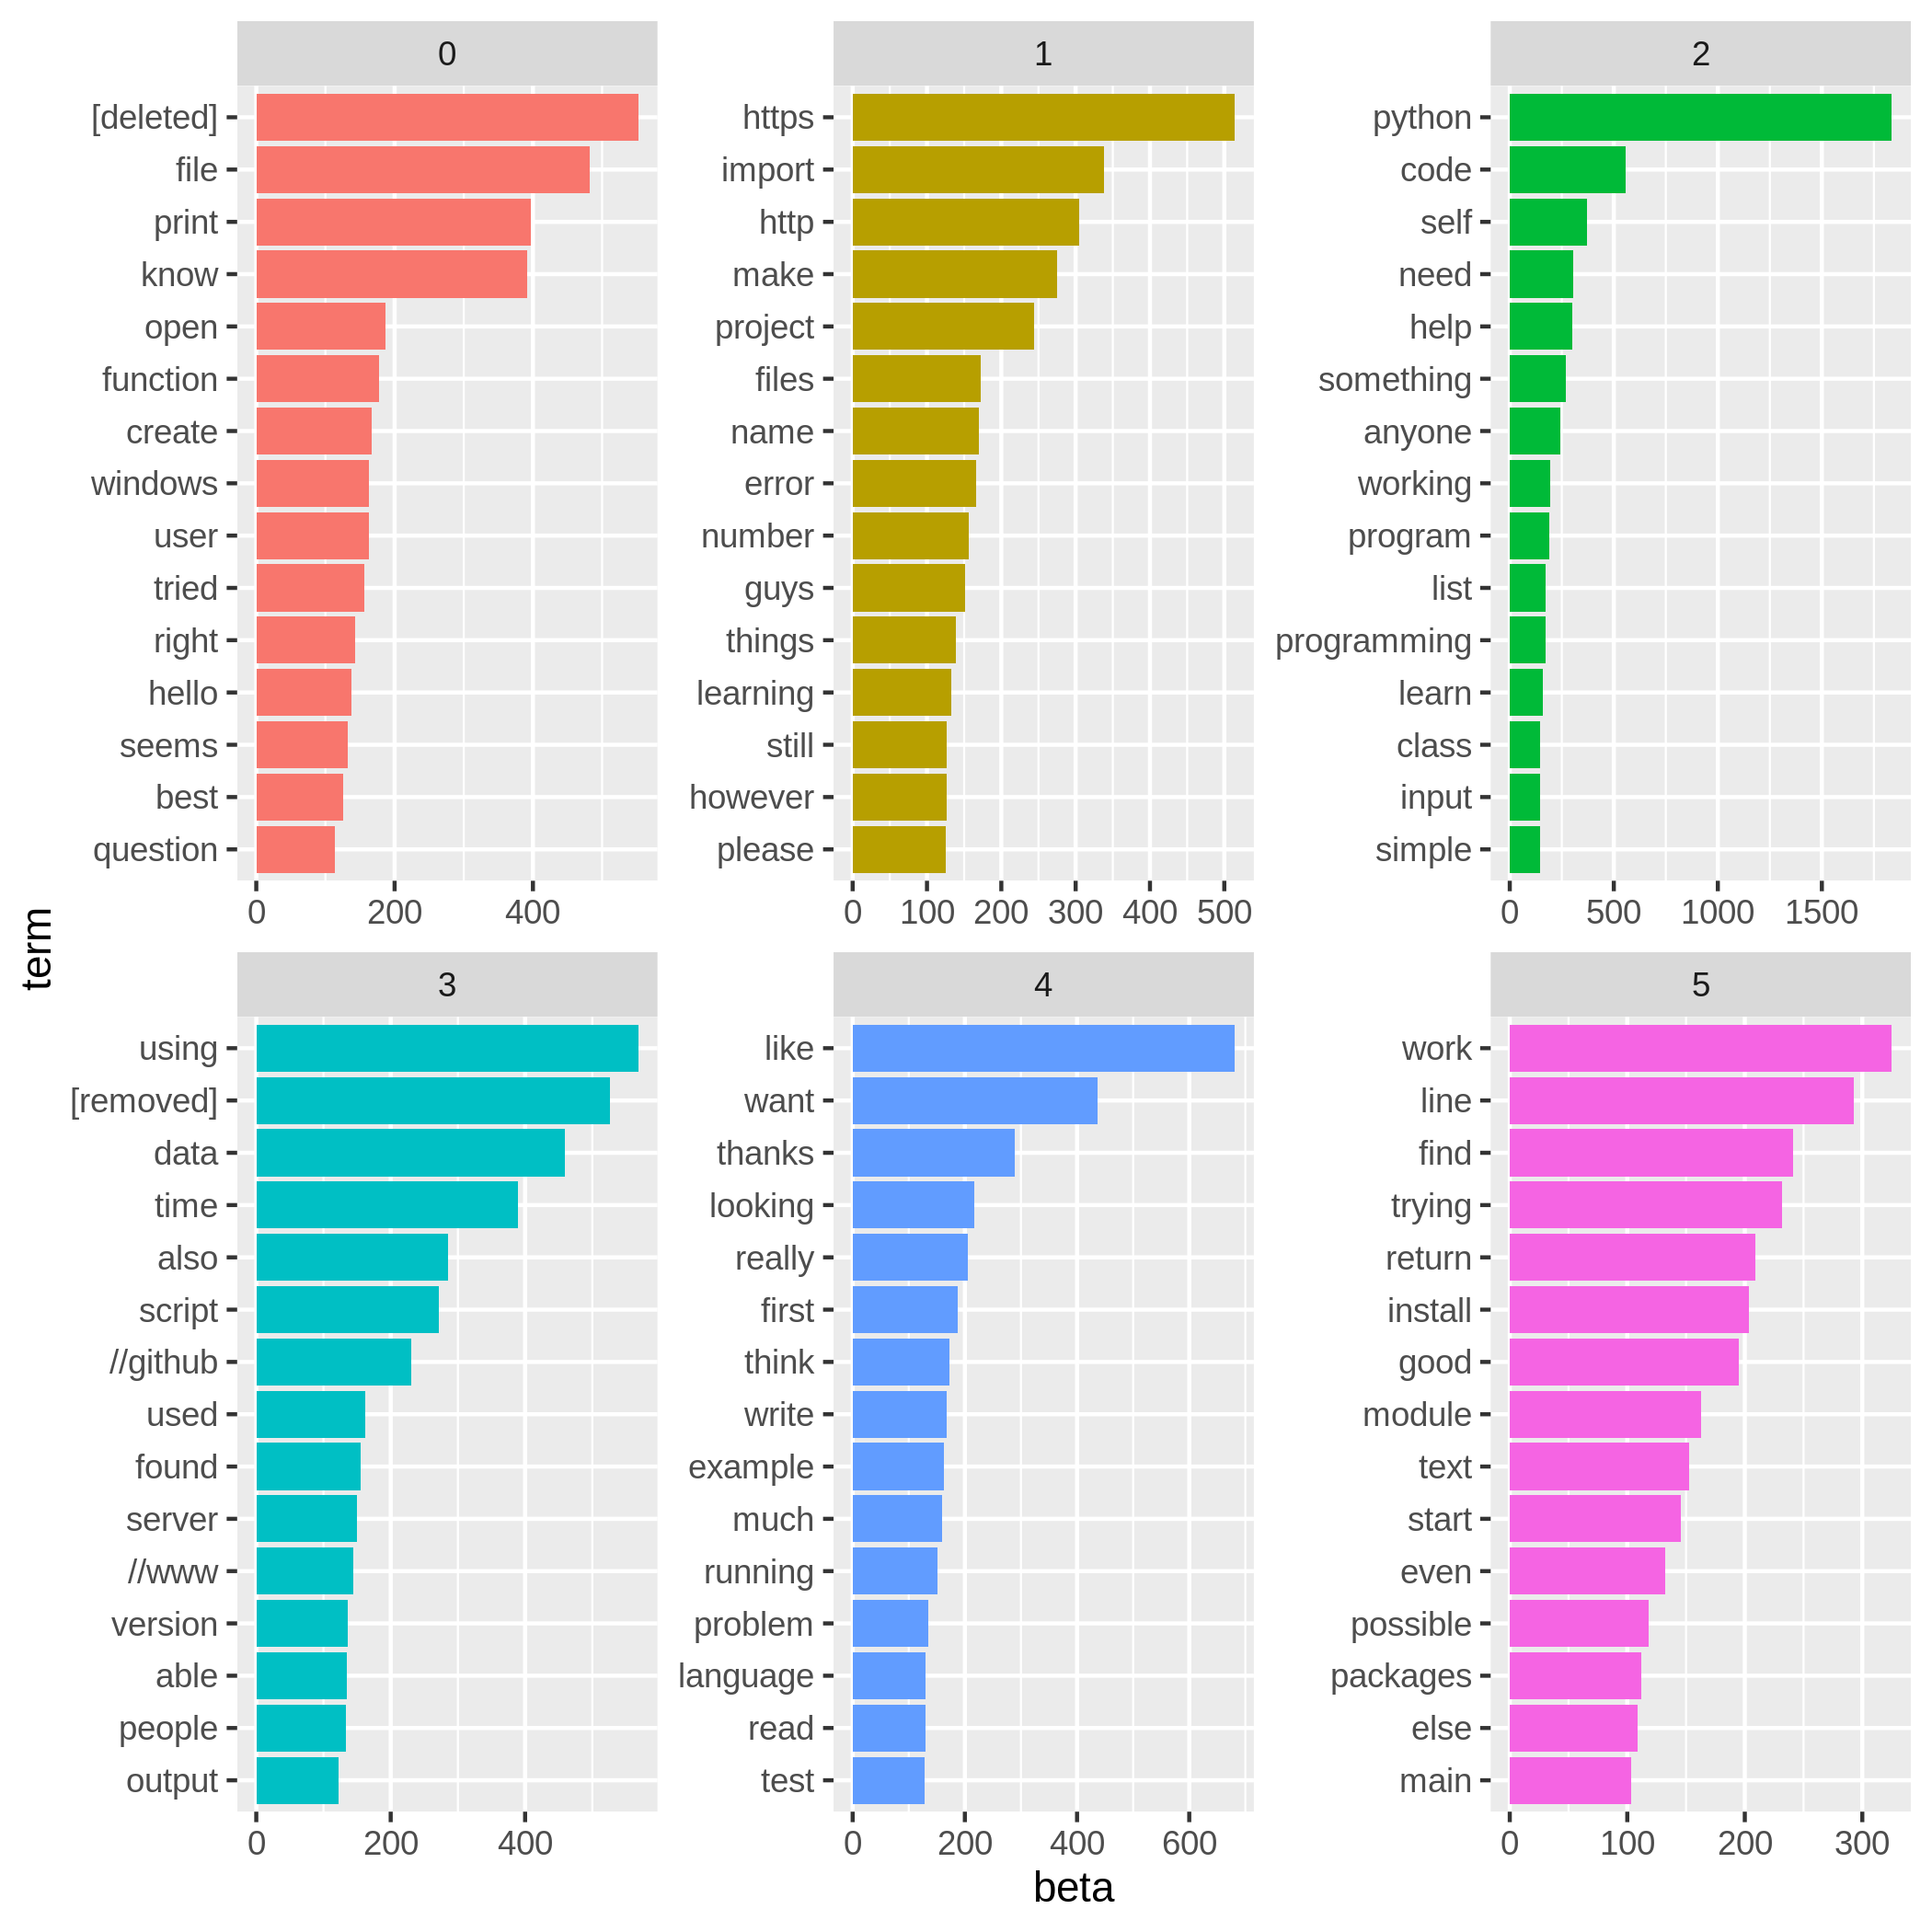 0
[deleted]
file
print
know
open
function
create
windows
user
tried
right
hello
seems
best
question
0 200 400
1
https
import
http
make
project
files
name
error
number
guys
things
learning
still
however
please
0 100 200 300 400 500
2
python
code
self
need
help
something
anyone
working
program
list
programming
learn
class
input
simple
0 500 1000 1500
term
3
using
[removed]
data
time
also
script
//github
used
found
server
//www
version
able
people
output
0 200 400
4
like
want
thanks
looking
really
first
think
write
example
much
running
problem
language
read
test
0 200 400 600
5
work
line
find
trying
return
install
good
module
text
start
even
possible
packages
else
main
0 100 200 300
beta